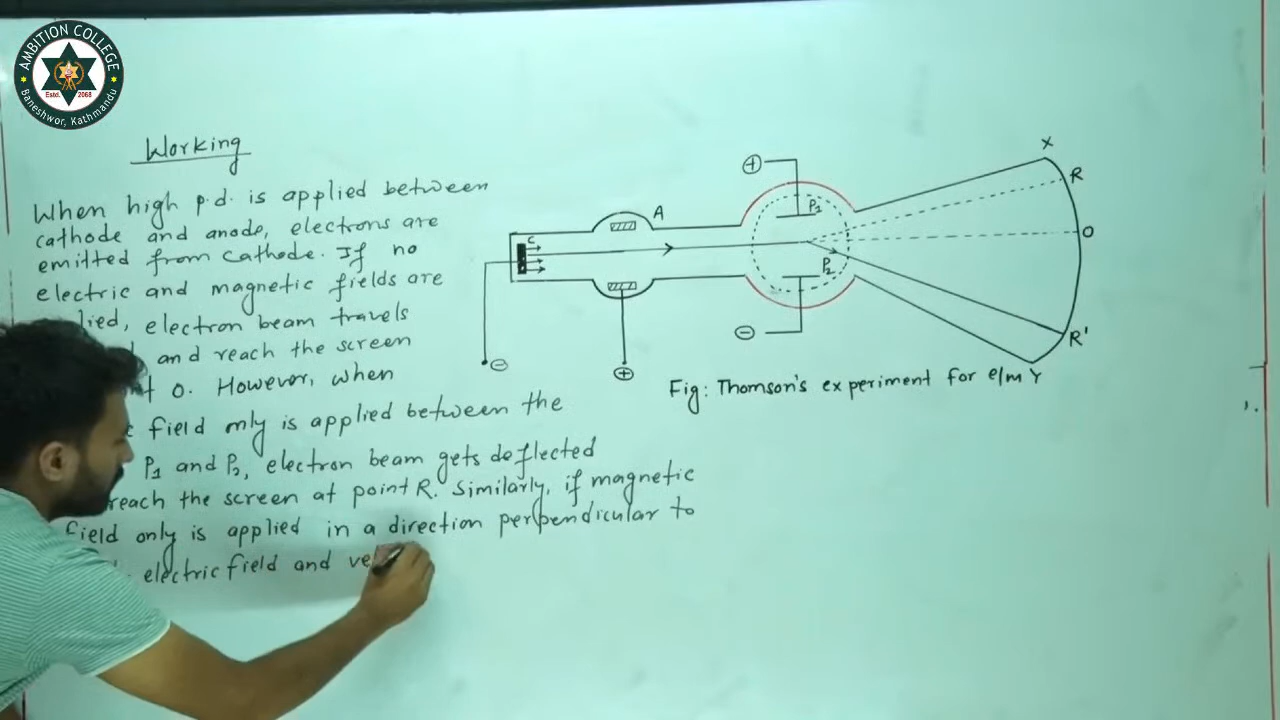 AMBITION COLLEGE
Estd. 2068
Baneshwor, Kathmandu
Working
When high p.d. is applied between
cathode and anode, electrons are
emitted from cathode. If no
electric and magnetic fields are
lied, electron beam travels
and reach the screen
at O. However, when
field only is applied between the
P1 and P2, electron beam gets deflected
reach the screen at point R. Similarly, if magnetic
field only is applied in a direction perpendicular to
electric field and ve
C
A
+
P1
P2
-
-
+
X
R
O
R'
Y
Fig: Thomson's experiment for e/m